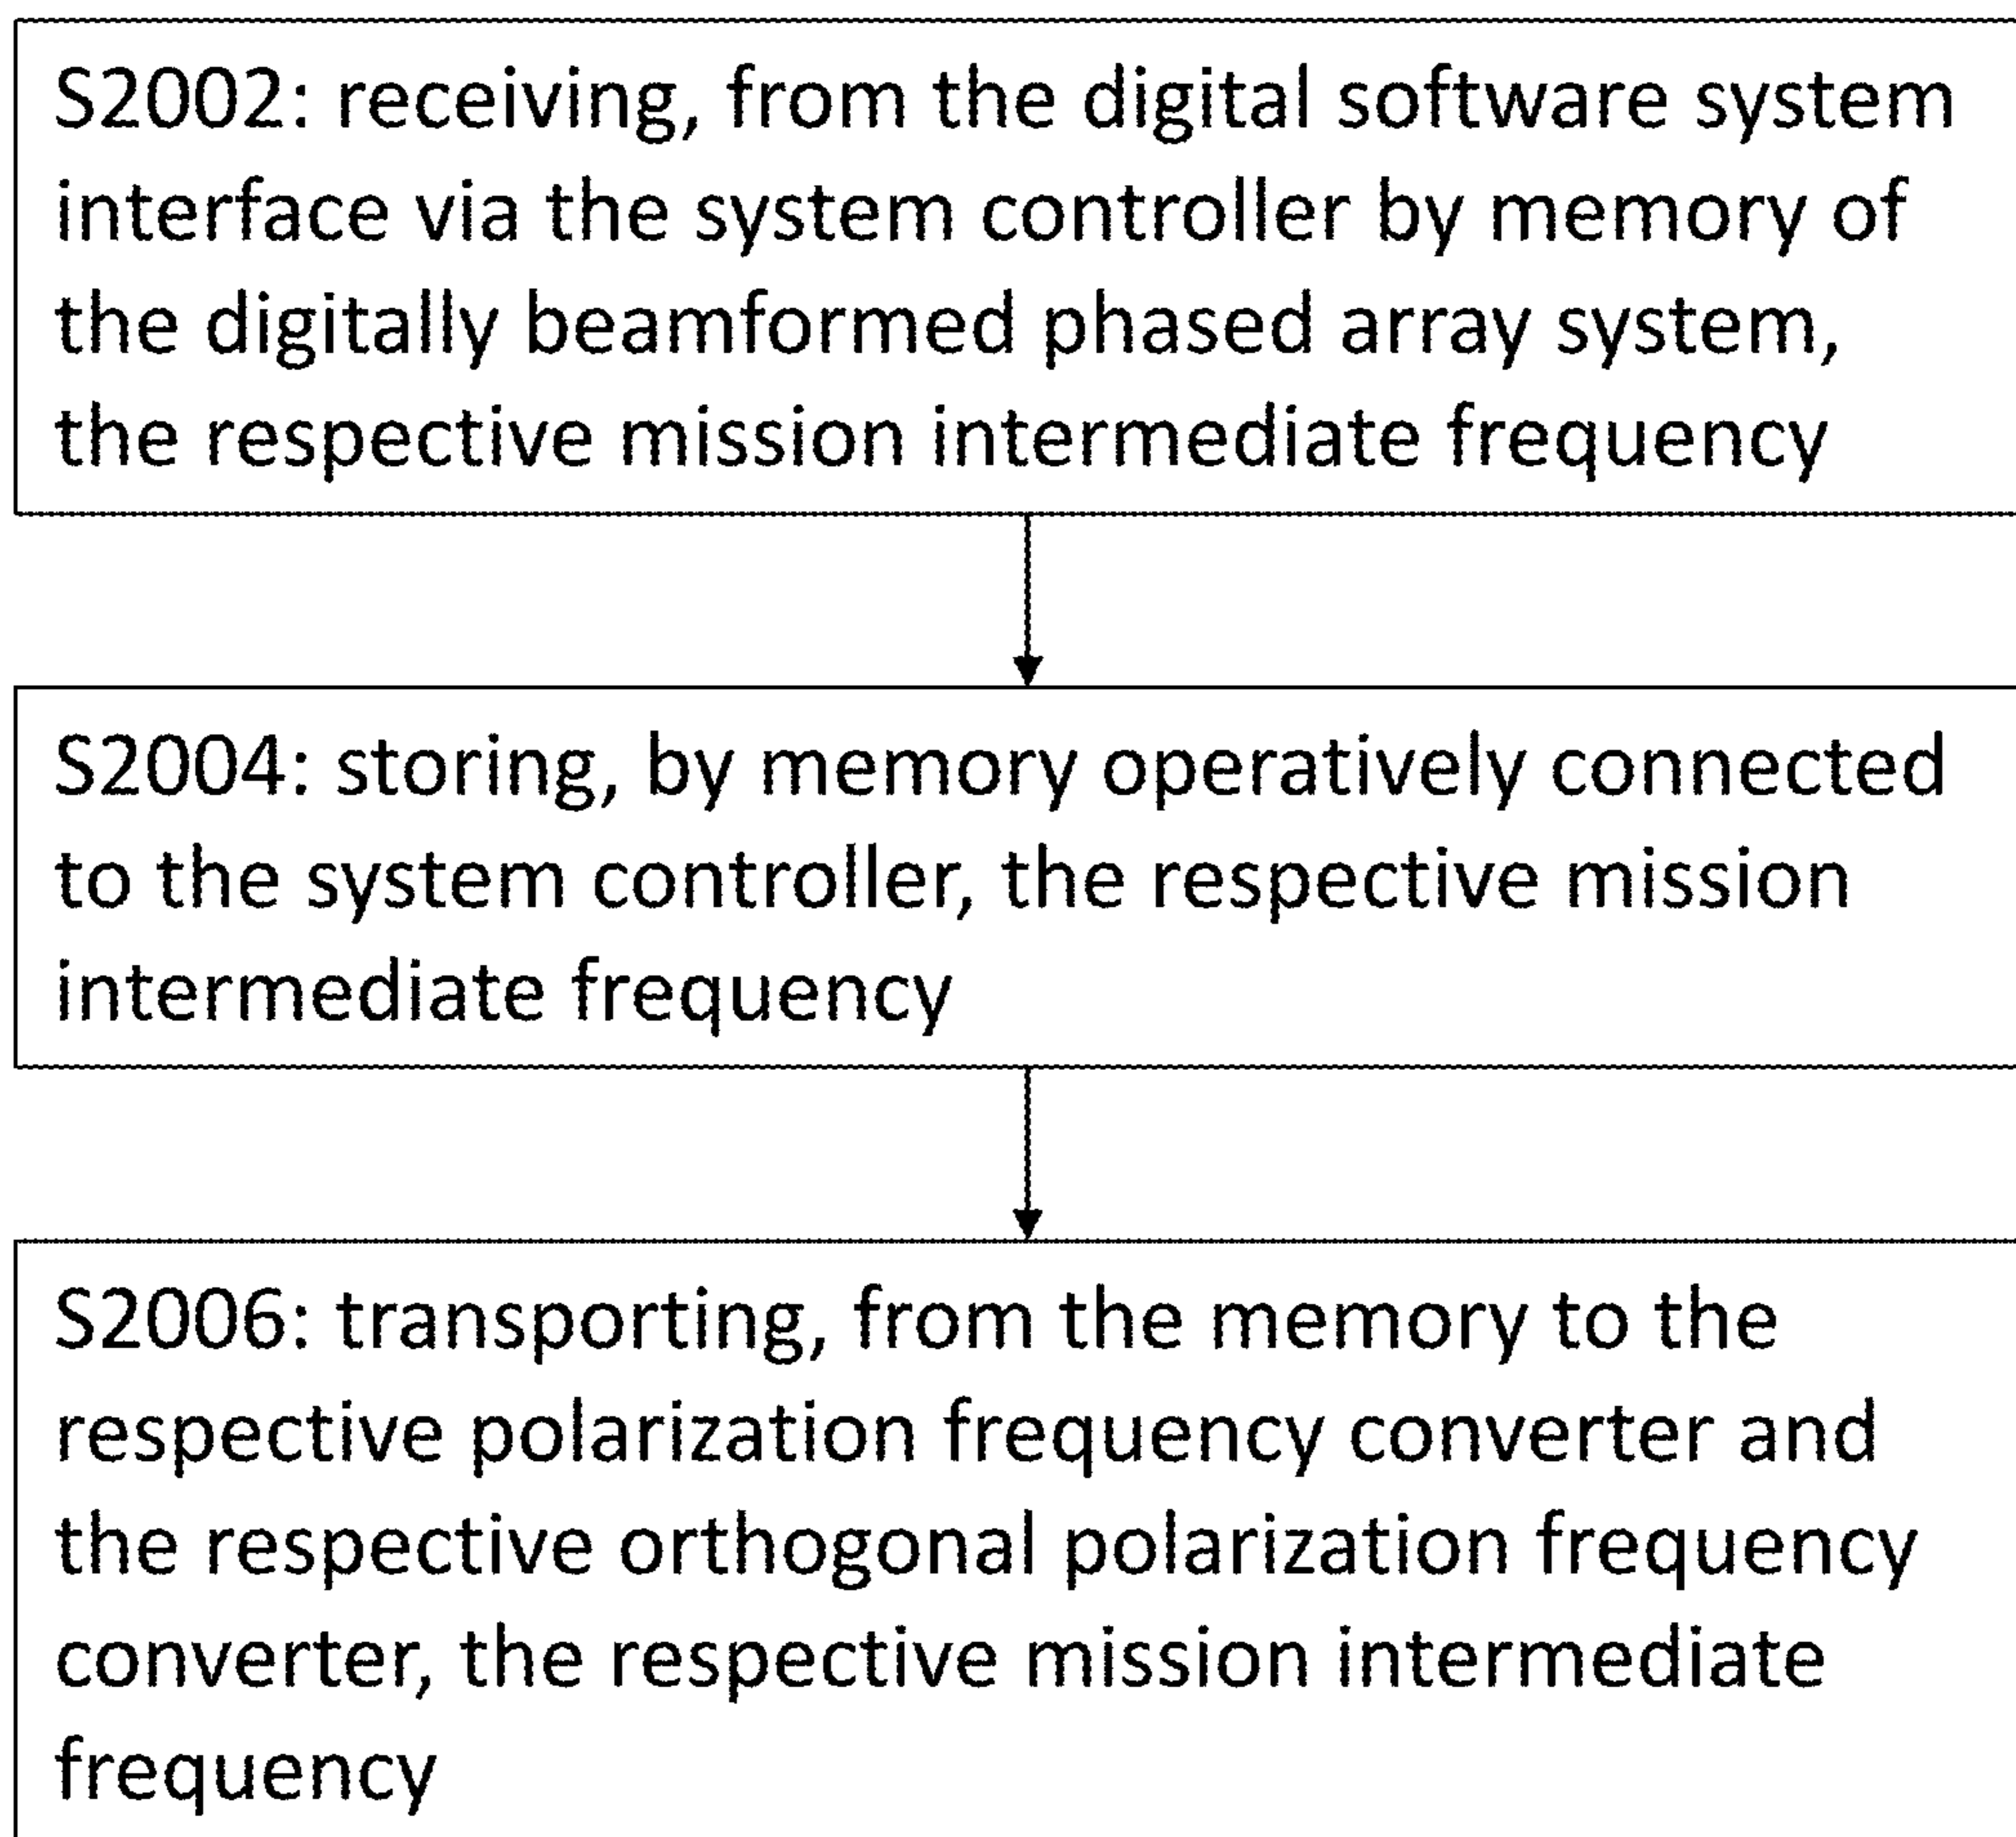 S2002: receiving, from the digital software system
interface via the system controller by memory of
the digitally beamformed phased array system,
the respective mission intermediate frequency
S2004: storing, by memory operatively connected
to the system controller, the respective mission
intermediate frequency
S2006: transporting, from the memory to the
respective polarization frequency converter and
the respective orthogonal polarization frequency
converter, the respective mission intermediate
frequency